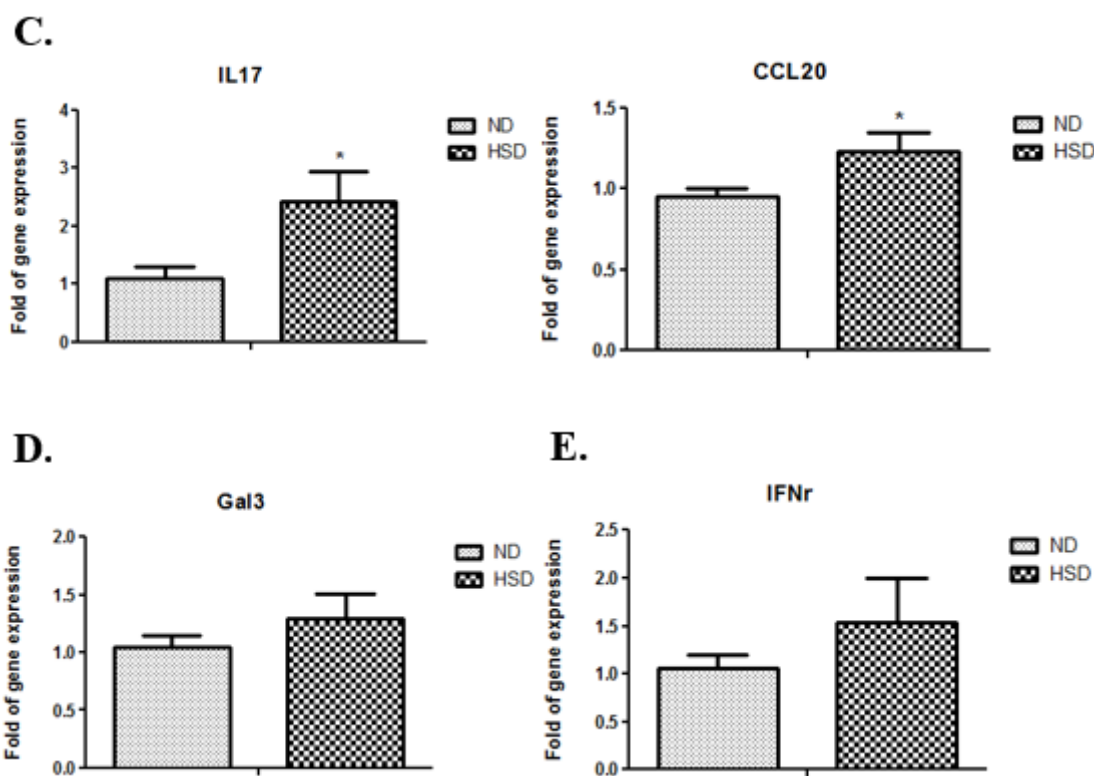 C.
IL17
Fold of gene expression
4
3
2
1
0
*
ND
HSD
CCL20
Fold of gene expression
1.5
1.0
0.5
0.0
*
ND
HSD
D.
Gal3
Fold of gene expression
2.0
1.5
1.0
0.5
0.0
ND
HSD
E.
IFNr
Fold of gene expression
2.5
2.0
1.5
1.0
0.5
0.0
ND
HSD